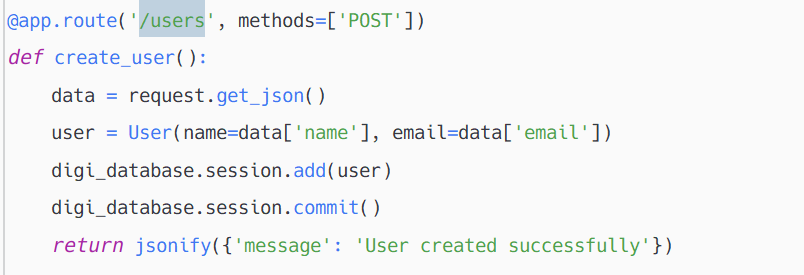 @app.route('/users', methods=['POST'])
def create_user():
    data = request.get_json()
    user = User(name=data['name'], email=data['email'])
    digi_database.session.add(user)
    digi_database.session.commit()
    return jsonify({'message': 'User created successfully'})